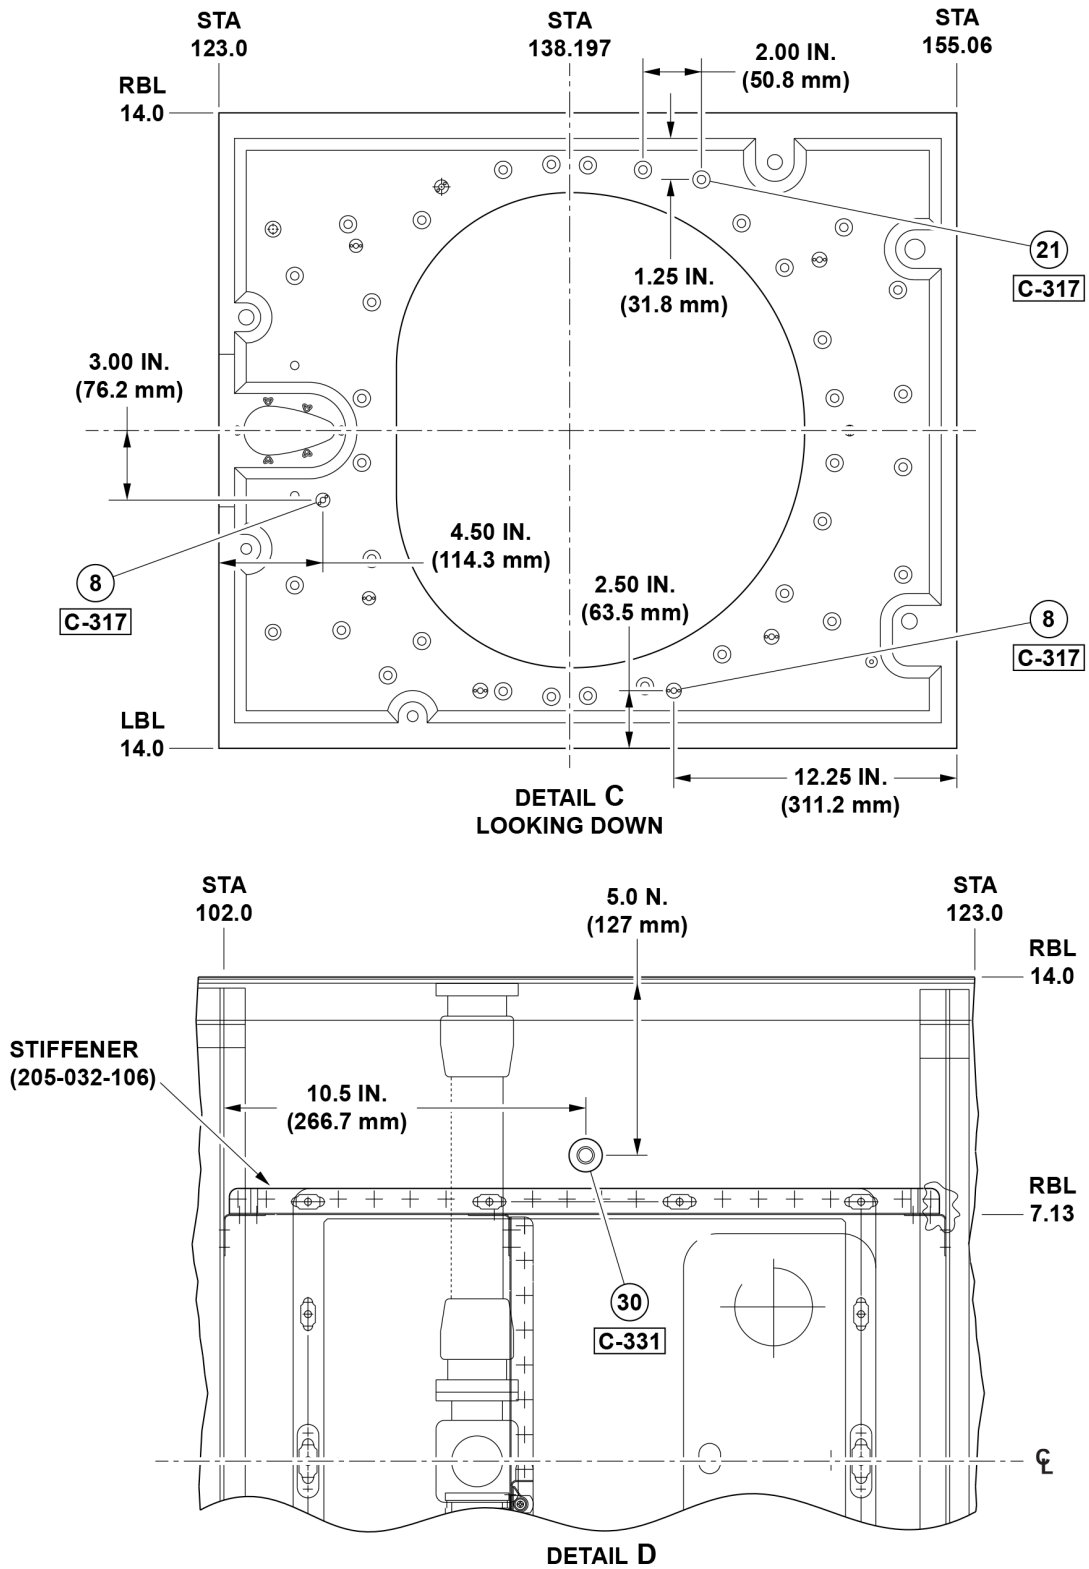 STA
123.0
STA
138.197
STA
155.06
2.00 IN.
(50.8 mm)
RBL
14.0
21
C-317
1.25 IN.
(31.8 mm)
3.00 IN.
(76.2 mm)
4.50 IN.
(114.3 mm)
8
C-317
2.50 IN.
(63.5 mm)
8
C-317
LBL
14.0
12.25 IN.
(311.2 mm)
DETAIL C
LOOKING DOWN
STA
102.0
5.0 N.
(127 mm)
STA
123.0
RBL
14.0
STIFFENER
(205-032-106)
10.5 IN.
(266.7 mm)
RBL
7.13
30
C-331
CL
DETAIL D